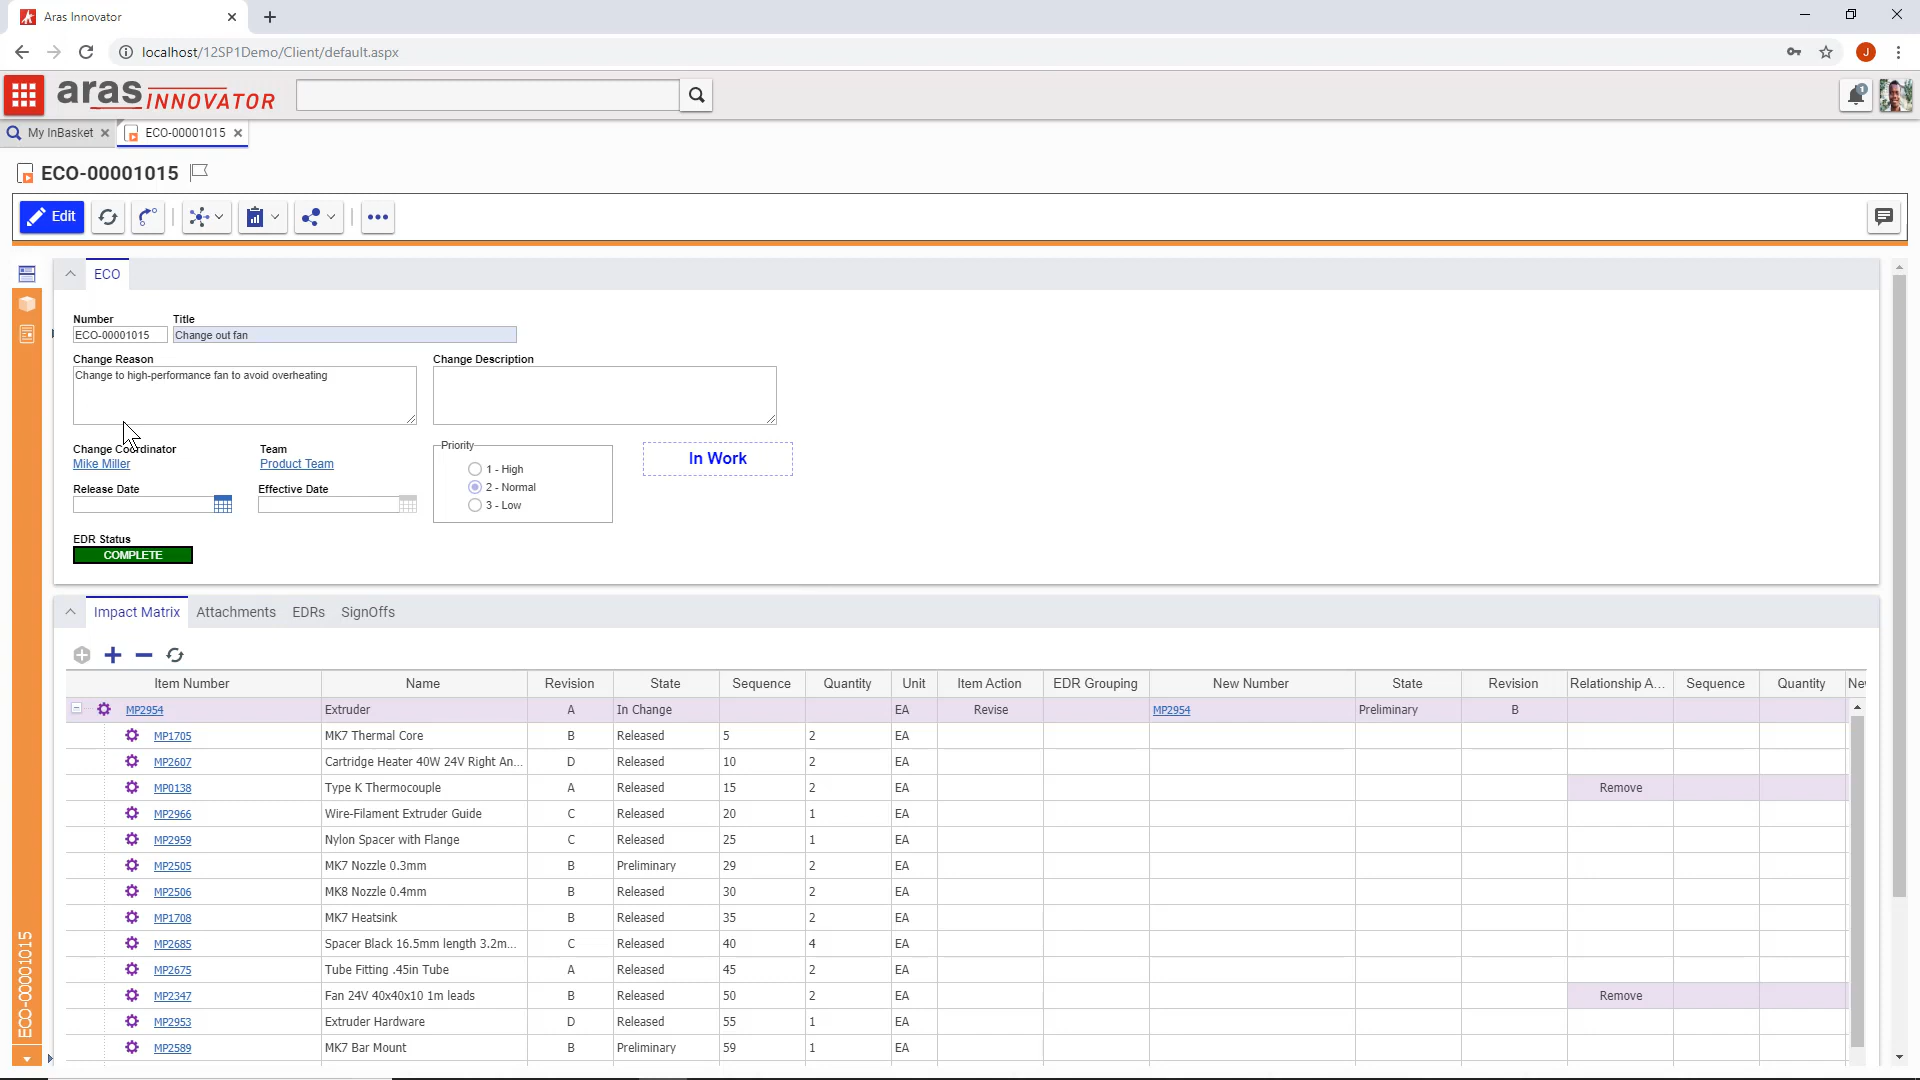 Aras Innovator
localhost/12SP1Demo/Client/default.aspx
J
aras INNOVATOR
1
My InBasket
ECO-00001015
ECO-00001015
Edit
ECO
Number Title
ECO-00001015 Change out fan
Change Reason Change Description
Change to high-performance fan to avoid overheating
Change Coordinator Team Priority
Mike Miller Product Team
1 - High
2 - Normal
3 - Low
In Work
Release Date Effective Date
EDR Status
COMPLETE
Impact Matrix Attachments EDRs SignOffs
Item Number Name Revision State Sequence Quantity Unit Item Action EDR Grouping New Number State Revision Relationship A... Sequence Quantity Nev
MP2954 Extruder A In Change EA Revise MP2954 Preliminary B
MP1705 MK7 Thermal Core B Released 5 2 EA
MP2607 Cartridge Heater 40W 24V Right An... D Released 10 2 EA
MP0138 Type K Thermocouple A Released 15 2 EA Remove
MP2966 Wire-Filament Extruder Guide C Released 20 1 EA
MP2959 Nylon Spacer with Flange C Released 25 1 EA
MP2505 MK7 Nozzle 0.3mm B Preliminary 29 2 EA
MP2506 MK8 Nozzle 0.4mm B Released 30 2 EA
MP1708 MK7 Heatsink B Released 35 2 EA
MP2685 Spacer Black 16.5mm length 3.2m... C Released 40 4 EA
MP2675 Tube Fitting .45in Tube A Released 45 2 EA
MP2347 Fan 24V 40x40x10 1m leads B Released 50 2 EA Remove
MP2953 Extruder Hardware D Released 55 1 EA
MP2589 MK7 Bar Mount B Preliminary 59 1 EA
ECO-00001015